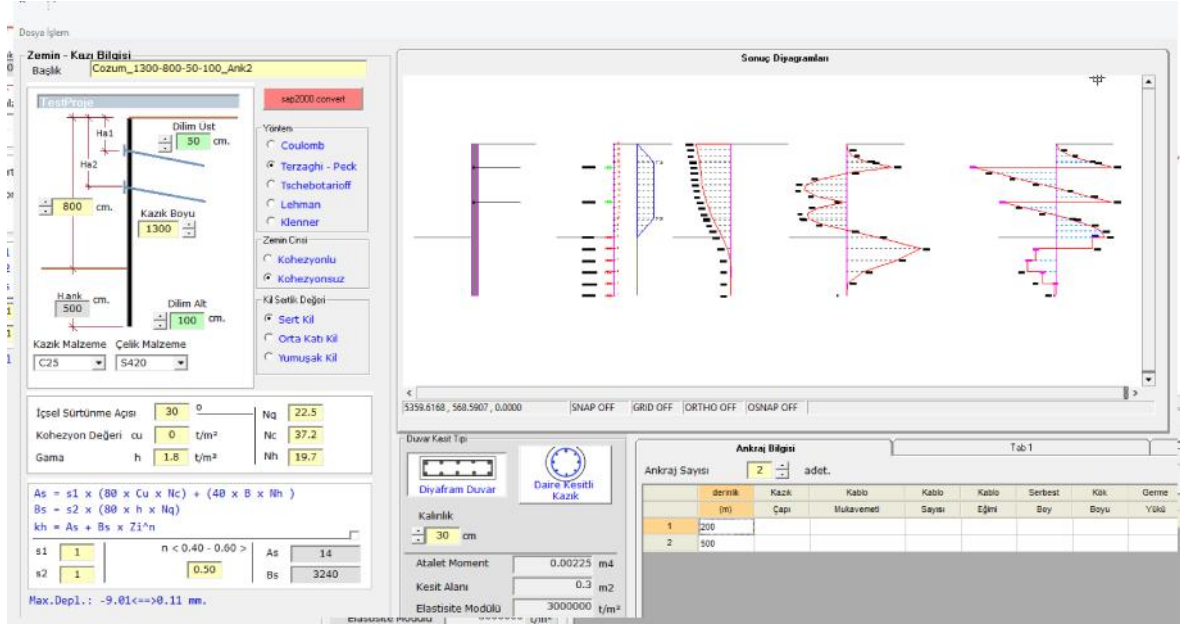 Dosya İşlem
Zemin - Kazı Bilgisi
Başlık Cozum_1300-800-50-100_Ank2
TestProje
sap2000 convert
Ha1
Dilim Üst
50 cm.
Ha2
800 cm.
Kazık Boyu
1300
H.ank
500 cm.
Dilim Alt
100 cm.
Kazık Malzeme Çelik Malzeme
C25 S420
Yöntem
Coulomb
Terzaghi - Peck
Tschebotarioff
Lehman
Klenner
Zemin Cinsi
Kohezyonlu
Kohezyonsuz
Kil Sertlik Değeri
Sert Kil
Orta Katı Kil
Yumuşak Kil
İçsel Sürtünme Açısı 30 o Nq 22.5
Kohezyon Değeri cu 0 t/m² Nc 37.2
Gama h 1.8 t/m² Nh 19.7
As = s1 x (80 x Cu x Nc) + (40 x B x Nh )
Bs = s2 x (80 x h x Nq)
kh = As + Bs x Zi^n
s1 1 n < 0.40 - 0.60 > As 14
s2 1 0.50 Bs 3240
Max.Depl.: -9.01<==>0.11 mm.
Sonuç Diyagramları
5359.6168 , 568.5907 , 0.0000 SNAP OFF GRID OFF ORTHO OFF OSNAP OFF
Duvar Kesit Tipi
Diyafram Duvar
Daire Kesitli
Kazık
Kalınlık
30 cm
Atalet Moment 0.00225 m4
Kesit Alanı 0.3 m2
Elastisite Modülü 3000000 t/m²
Ankraj Bilgisi Tab 1
Ankraj Sayısı 2 adet.
derinlik Kazık Kablo Kablo Kablo Serbest Kök Germe
(m) Çapı Mukavemeti Sayısı Eğimi Boy Boyu Yükü
1 200
2 500